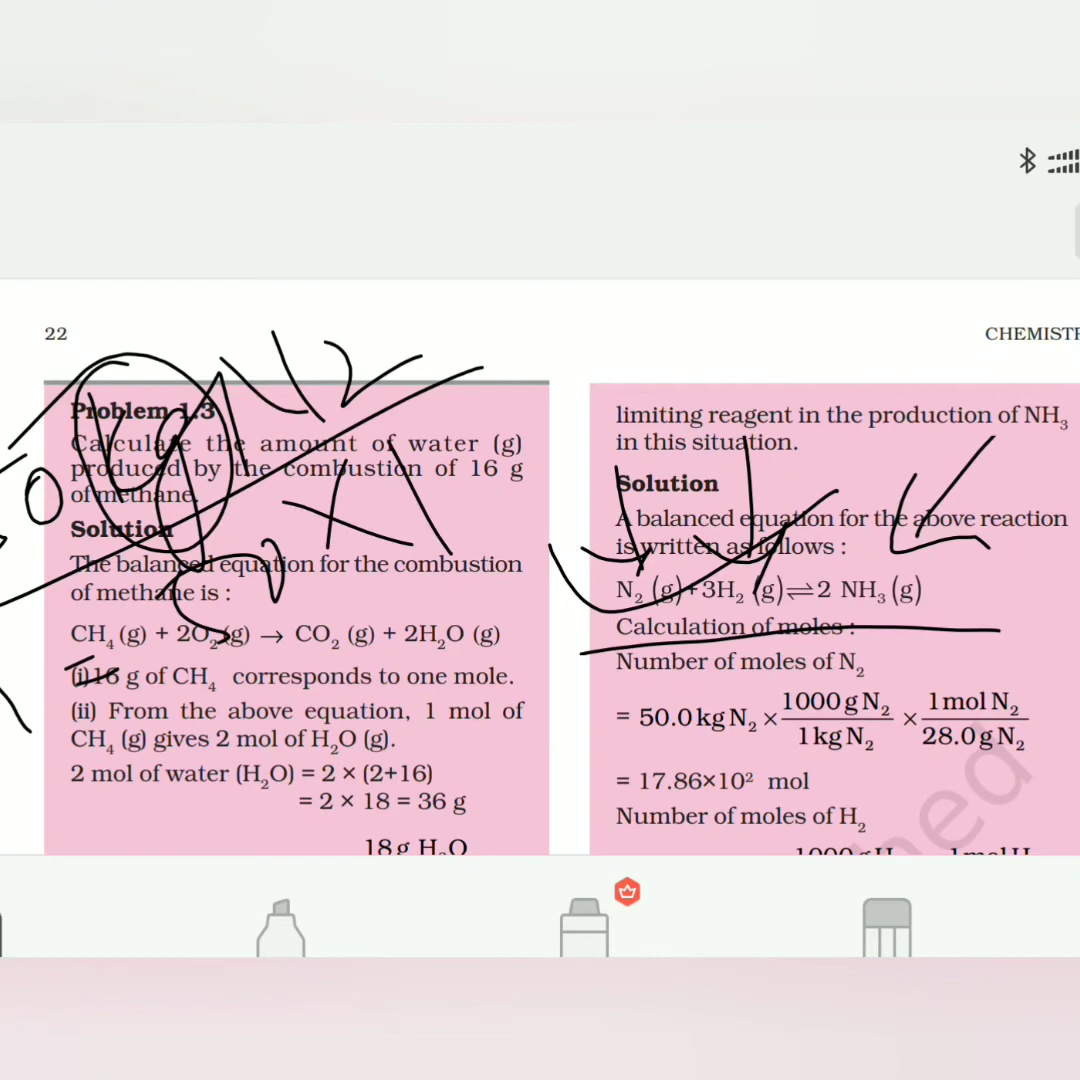 22
CHEMISTR
Problem 1.3
Calculate the amount of water (g)
produced by the combustion of 16 g
of methane.
Solution
The balanced equation for the combustion
of methane is :
CH₄ (g) + 2O₂ (g) → CO₂ (g) + 2H₂O (g)
(i) 16 g of CH₄ corresponds to one mole.
(ii) From the above equation, 1 mol of
CH₄ (g) gives 2 mol of H₂O (g).
2 mol of water (H₂O) = 2 × (2+16)
= 2 × 18 = 36 g
18 g H₂O
limiting reagent in the production of NH₃
in this situation.
Solution
A balanced equation for the above reaction
is written as follows :
N₂ (g)+3H₂ (g)⇌2 NH₃ (g)
Calculation of moles :
Number of moles of N₂
= 50.0 kg N₂ × 1000 g N₂ / 1 kg N₂ × 1 mol N₂ / 28.0 g N₂
= 17.86×10² mol
Number of moles of H₂
kg N2